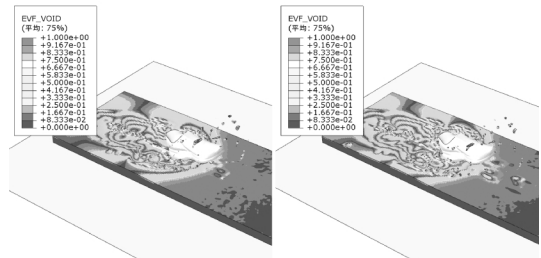 EVF_VOID
(平均: 75%)
+1.000e+00
+9.167e-01
+8.333e-01
+7.500e-01
+6.667e-01
+5.833e-01
+5.000e-01
+4.167e-01
+3.333e-01
+2.500e-01
+1.667e-01
+8.333e-02
+0.000e+00
EVF_VOID
(平均: 75%)
+1.000e+00
+9.167e-01
+8.333e-01
+7.500e-01
+6.667e-01
+5.833e-01
+5.000e-01
+4.167e-01
+3.333e-01
+2.500e-01
+1.667e-01
+8.333e-02
+0.000e+00